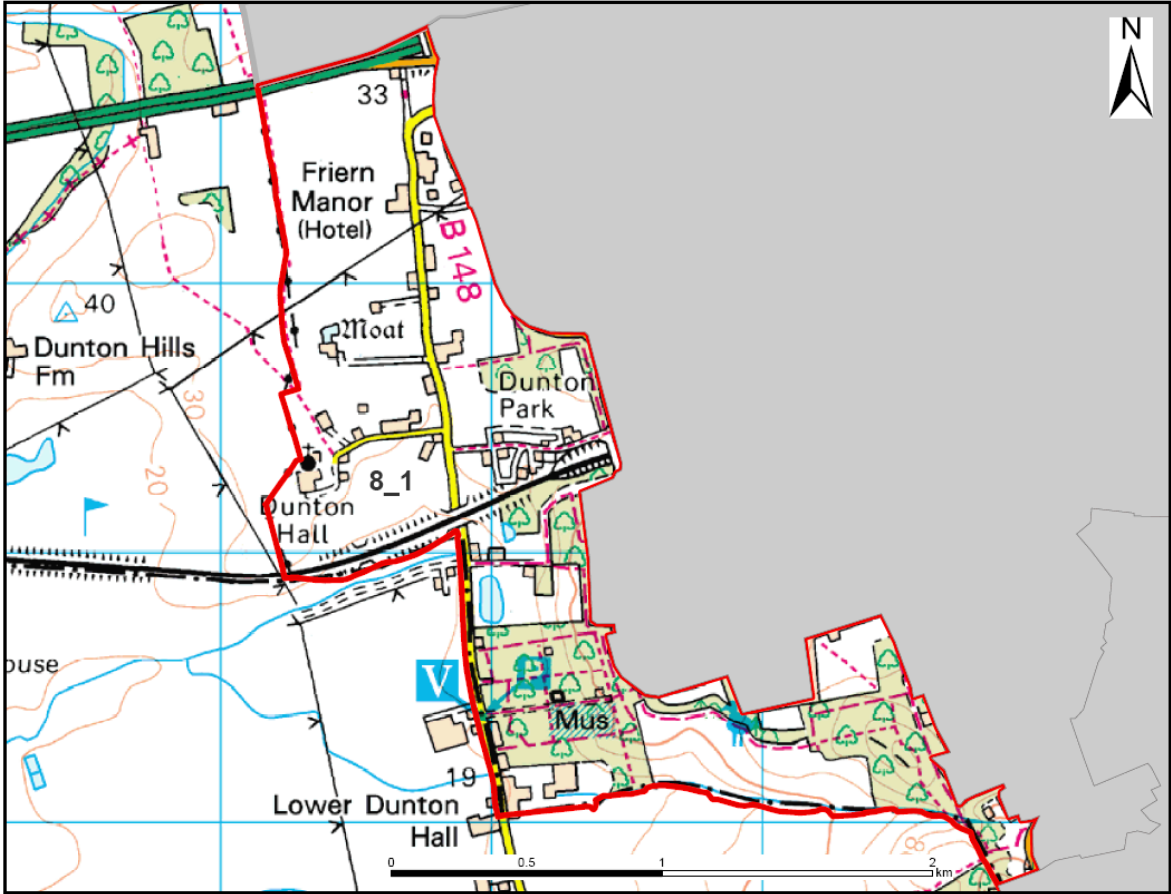 N
33
Friern
Manor
(Hotel)
B 148
40
Moat
Dunton Hills
Fm
30
Dunton
Park
20
8_1
Dunton
Hall
ouse
V
Mus
19
Lower Dunton
Hall
0 0.5 1 2
km